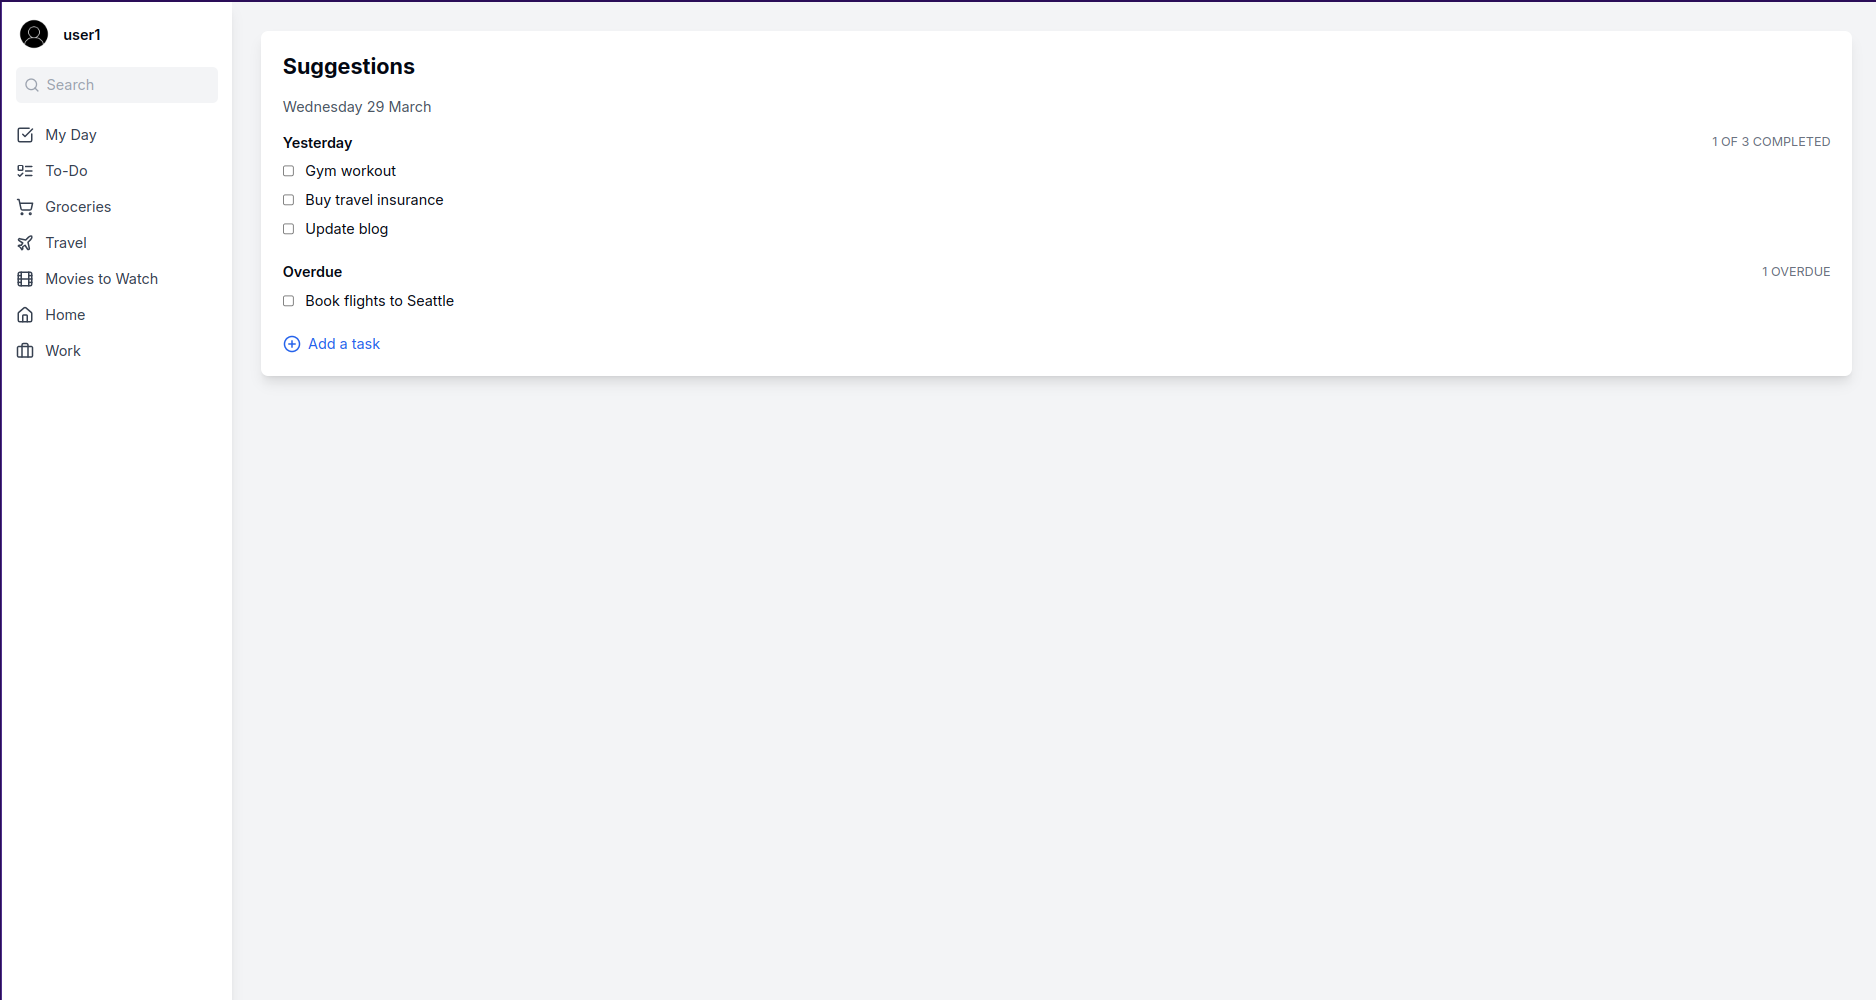 user1
Search
My Day
To-Do
Groceries
Travel
Movies to Watch
Home
Work
Suggestions
Wednesday 29 March
Yesterday 1 OF 3 COMPLETED
Gym workout
Buy travel insurance
Update blog
Overdue 1 OVERDUE
Book flights to Seattle
Add a task